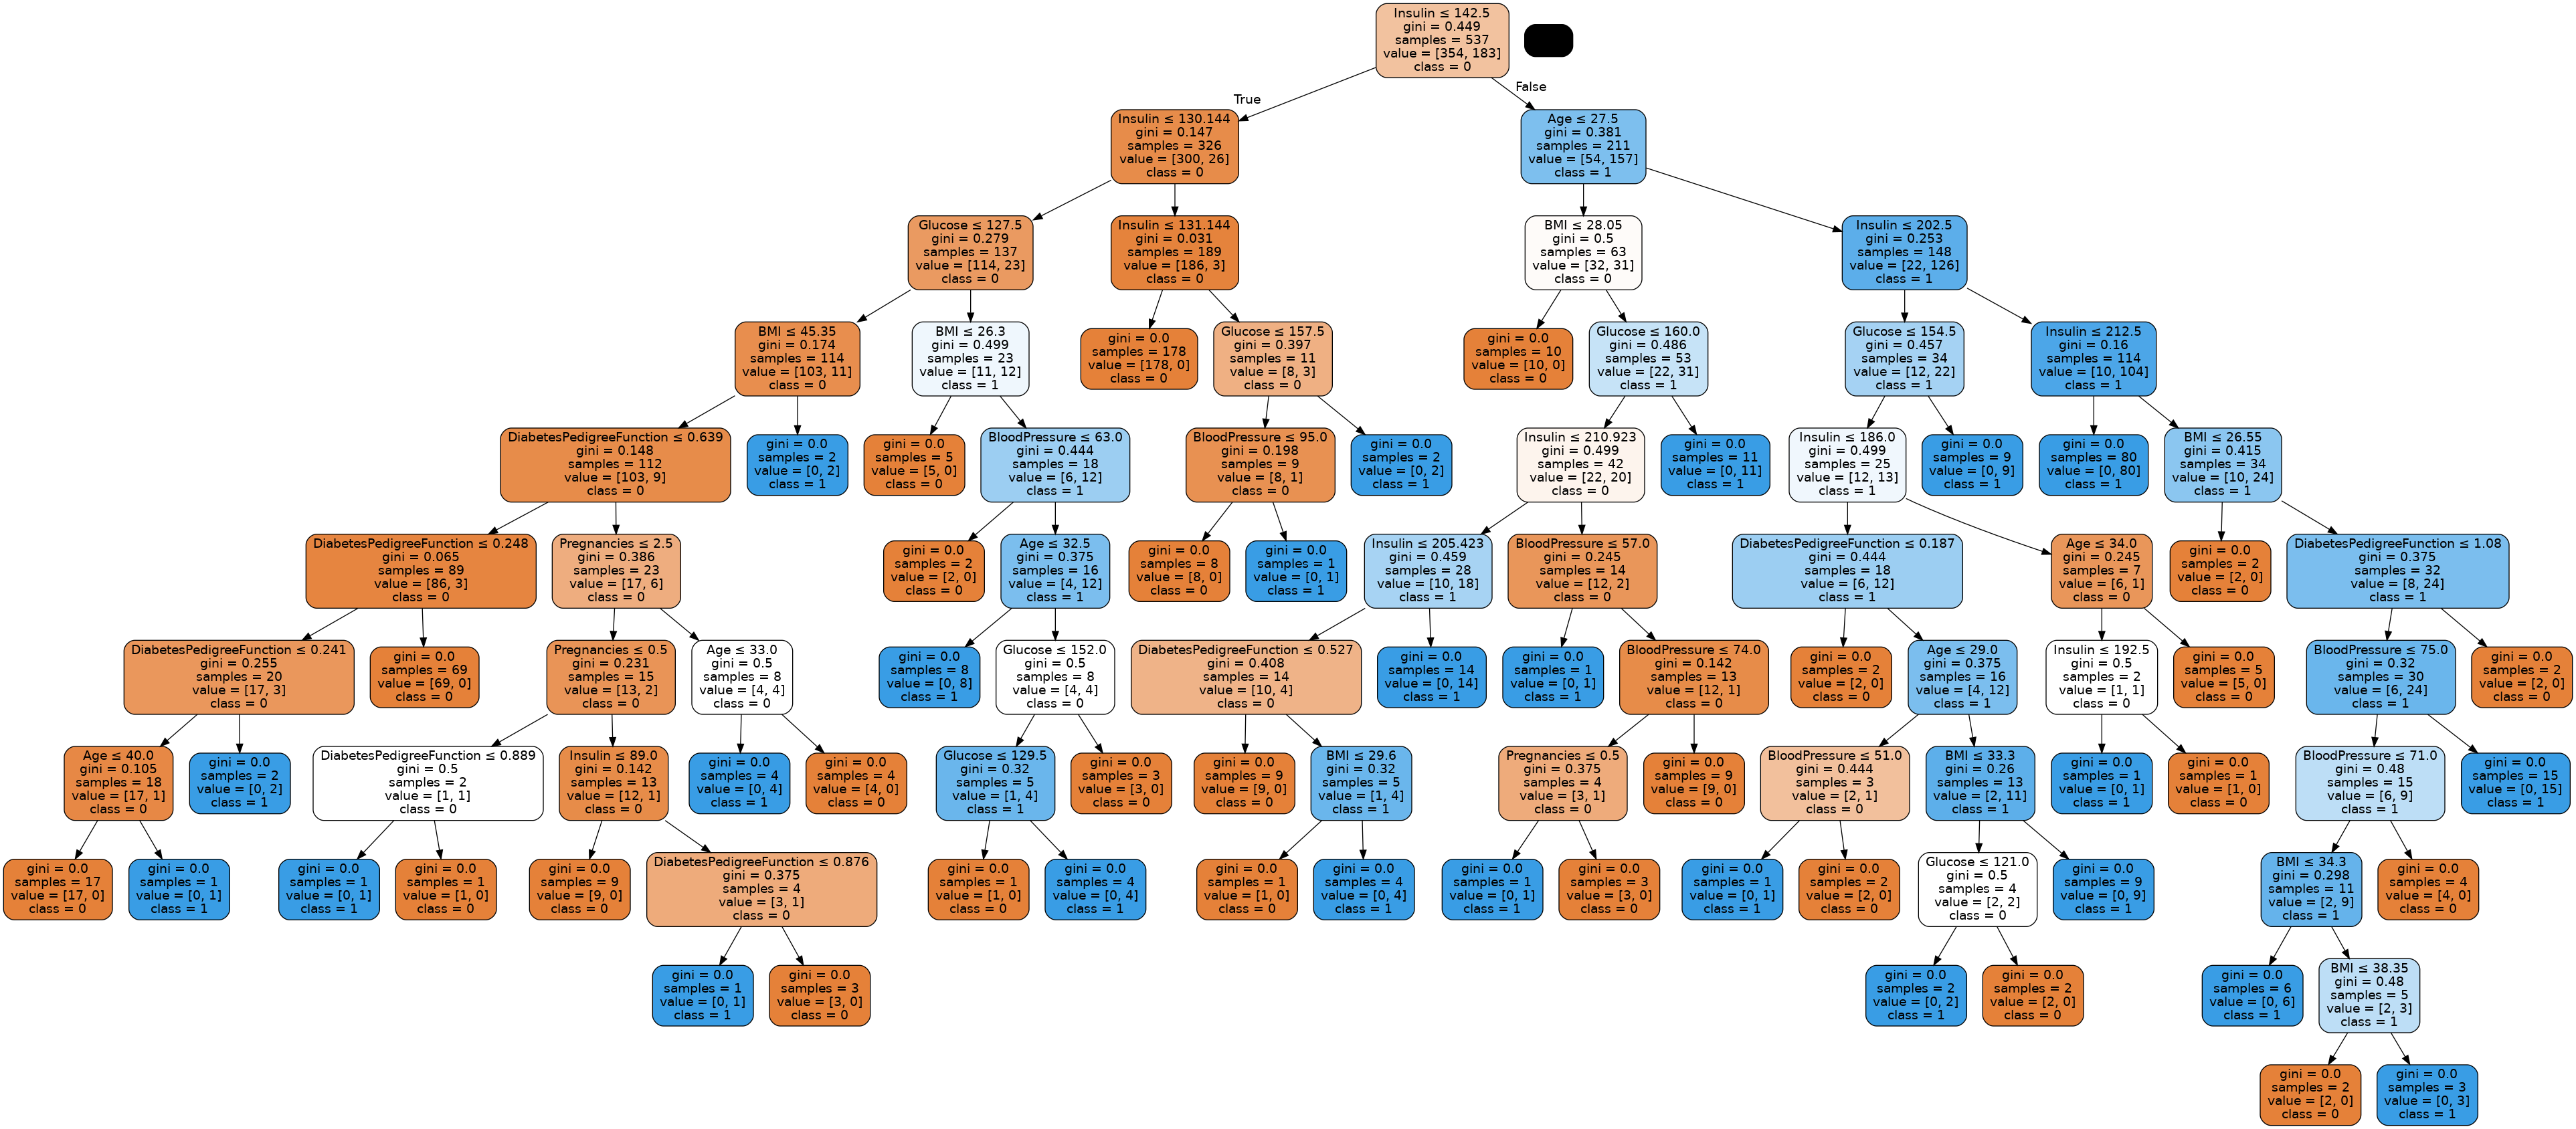 Insulin ≤ 142.5
gini = 0.449
samples = 537
value = [354, 183]
class = 0
True
False
Insulin ≤ 130.144
gini = 0.147
samples = 326
value = [300, 26]
class = 0
Age ≤ 27.5
gini = 0.381
samples = 211
value = [54, 157]
class = 1
Glucose ≤ 127.5
gini = 0.279
samples = 137
value = [114, 23]
class = 0
Insulin ≤ 131.144
gini = 0.031
samples = 189
value = [186, 3]
class = 0
BMI ≤ 28.05
gini = 0.5
samples = 63
value = [32, 31]
class = 0
Insulin ≤ 202.5
gini = 0.253
samples = 148
value = [22, 126]
class = 1
BMI ≤ 45.35
gini = 0.174
samples = 114
value = [103, 11]
class = 0
BMI ≤ 26.3
gini = 0.499
samples = 23
value = [11, 12]
class = 1
gini = 0.0
samples = 178
value = [178, 0]
class = 0
Glucose ≤ 157.5
gini = 0.397
samples = 11
value = [8, 3]
class = 0
gini = 0.0
samples = 10
value = [10, 0]
class = 0
Glucose ≤ 160.0
gini = 0.486
samples = 53
value = [22, 31]
class = 1
Glucose ≤ 154.5
gini = 0.457
samples = 34
value = [12, 22]
class = 1
Insulin ≤ 212.5
gini = 0.16
samples = 114
value = [10, 104]
class = 1
DiabetesPedigreeFunction ≤ 0.639
gini = 0.148
samples = 112
value = [103, 9]
class = 0
gini = 0.0
samples = 2
value = [0, 2]
class = 1
gini = 0.0
samples = 5
value = [5, 0]
class = 0
BloodPressure ≤ 63.0
gini = 0.444
samples = 18
value = [6, 12]
class = 1
BloodPressure ≤ 95.0
gini = 0.198
samples = 9
value = [8, 1]
class = 0
gini = 0.0
samples = 2
value = [0, 2]
class = 1
Insulin ≤ 210.923
gini = 0.499
samples = 42
value = [22, 20]
class = 0
gini = 0.0
samples = 11
value = [0, 11]
class = 1
Insulin ≤ 186.0
gini = 0.499
samples = 25
value = [12, 13]
class = 1
gini = 0.0
samples = 9
value = [0, 9]
class = 1
gini = 0.0
samples = 80
value = [0, 80]
class = 1
BMI ≤ 26.55
gini = 0.415
samples = 34
value = [10, 24]
class = 1
DiabetesPedigreeFunction ≤ 0.248
gini = 0.065
samples = 89
value = [86, 3]
class = 0
Pregnancies ≤ 2.5
gini = 0.386
samples = 23
value = [17, 6]
class = 0
gini = 0.0
samples = 2
value = [2, 0]
class = 0
Age ≤ 32.5
gini = 0.375
samples = 16
value = [4, 12]
class = 1
gini = 0.0
samples = 8
value = [8, 0]
class = 0
gini = 0.0
samples = 1
value = [0, 1]
class = 1
Insulin ≤ 205.423
gini = 0.459
samples = 28
value = [10, 18]
class = 1
BloodPressure ≤ 57.0
gini = 0.245
samples = 14
value = [12, 2]
class = 0
DiabetesPedigreeFunction ≤ 0.187
gini = 0.444
samples = 18
value = [6, 12]
class = 1
Age ≤ 34.0
gini = 0.245
samples = 7
value = [6, 1]
class = 0
gini = 0.0
samples = 2
value = [2, 0]
class = 0
DiabetesPedigreeFunction ≤ 1.08
gini = 0.375
samples = 32
value = [8, 24]
class = 1
DiabetesPedigreeFunction ≤ 0.241
gini = 0.255
samples = 20
value = [17, 3]
class = 0
gini = 0.0
samples = 69
value = [69, 0]
class = 0
Pregnancies ≤ 0.5
gini = 0.231
samples = 15
value = [13, 2]
class = 0
Age ≤ 33.0
gini = 0.5
samples = 8
value = [4, 4]
class = 0
gini = 0.0
samples = 8
value = [0, 8]
class = 1
Glucose ≤ 152.0
gini = 0.5
samples = 8
value = [4, 4]
class = 0
DiabetesPedigreeFunction ≤ 0.527
gini = 0.408
samples = 14
value = [10, 4]
class = 0
gini = 0.0
samples = 14
value = [0, 14]
class = 1
gini = 0.0
samples = 1
value = [0, 1]
class = 1
BloodPressure ≤ 74.0
gini = 0.142
samples = 13
value = [12, 1]
class = 0
gini = 0.0
samples = 2
value = [2, 0]
class = 0
Age ≤ 29.0
gini = 0.375
samples = 16
value = [4, 12]
class = 1
Insulin ≤ 192.5
gini = 0.5
samples = 2
value = [1, 1]
class = 0
gini = 0.0
samples = 5
value = [5, 0]
class = 0
BloodPressure ≤ 75.0
gini = 0.32
samples = 30
value = [6, 24]
class = 1
gini = 0.0
samples = 2
value = [2, 0]
class = 0
Age ≤ 40.0
gini = 0.105
samples = 18
value = [17, 1]
class = 0
gini = 0.0
samples = 2
value = [0, 2]
class = 1
DiabetesPedigreeFunction ≤ 0.889
gini = 0.5
samples = 2
value = [1, 1]
class = 0
Insulin ≤ 89.0
gini = 0.142
samples = 13
value = [12, 1]
class = 0
gini = 0.0
samples = 4
value = [0, 4]
class = 1
gini = 0.0
samples = 4
value = [4, 0]
class = 0
Glucose ≤ 129.5
gini = 0.32
samples = 5
value = [1, 4]
class = 1
gini = 0.0
samples = 3
value = [3, 0]
class = 0
gini = 0.0
samples = 9
value = [9, 0]
class = 0
BMI ≤ 29.6
gini = 0.32
samples = 5
value = [1, 4]
class = 1
Pregnancies ≤ 0.5
gini = 0.375
samples = 4
value = [3, 1]
class = 0
gini = 0.0
samples = 9
value = [9, 0]
class = 0
BloodPressure ≤ 51.0
gini = 0.444
samples = 3
value = [2, 1]
class = 0
BMI ≤ 33.3
gini = 0.26
samples = 13
value = [2, 11]
class = 1
gini = 0.0
samples = 1
value = [0, 1]
class = 1
gini = 0.0
samples = 1
value = [1, 0]
class = 0
BloodPressure ≤ 71.0
gini = 0.48
samples = 15
value = [6, 9]
class = 1
gini = 0.0
samples = 15
value = [0, 15]
class = 1
gini = 0.0
samples = 17
value = [17, 0]
class = 0
gini = 0.0
samples = 1
value = [0, 1]
class = 1
gini = 0.0
samples = 1
value = [0, 1]
class = 1
gini = 0.0
samples = 1
value = [1, 0]
class = 0
gini = 0.0
samples = 9
value = [9, 0]
class = 0
DiabetesPedigreeFunction ≤ 0.876
gini = 0.375
samples = 4
value = [3, 1]
class = 0
gini = 0.0
samples = 1
value = [1, 0]
class = 0
gini = 0.0
samples = 4
value = [0, 4]
class = 1
gini = 0.0
samples = 1
value = [1, 0]
class = 0
gini = 0.0
samples = 4
value = [0, 4]
class = 1
gini = 0.0
samples = 1
value = [0, 1]
class = 1
gini = 0.0
samples = 3
value = [3, 0]
class = 0
gini = 0.0
samples = 1
value = [0, 1]
class = 1
gini = 0.0
samples = 2
value = [2, 0]
class = 0
Glucose ≤ 121.0
gini = 0.5
samples = 4
value = [2, 2]
class = 0
gini = 0.0
samples = 9
value = [0, 9]
class = 1
BMI ≤ 34.3
gini = 0.298
samples = 11
value = [2, 9]
class = 1
gini = 0.0
samples = 4
value = [4, 0]
class = 0
gini = 0.0
samples = 1
value = [0, 1]
class = 1
gini = 0.0
samples = 3
value = [3, 0]
class = 0
gini = 0.0
samples = 2
value = [0, 2]
class = 1
gini = 0.0
samples = 2
value = [2, 0]
class = 0
gini = 0.0
samples = 6
value = [0, 6]
class = 1
BMI ≤ 38.35
gini = 0.48
samples = 5
value = [2, 3]
class = 1
gini = 0.0
samples = 2
value = [2, 0]
class = 0
gini = 0.0
samples = 3
value = [0, 3]
class = 1